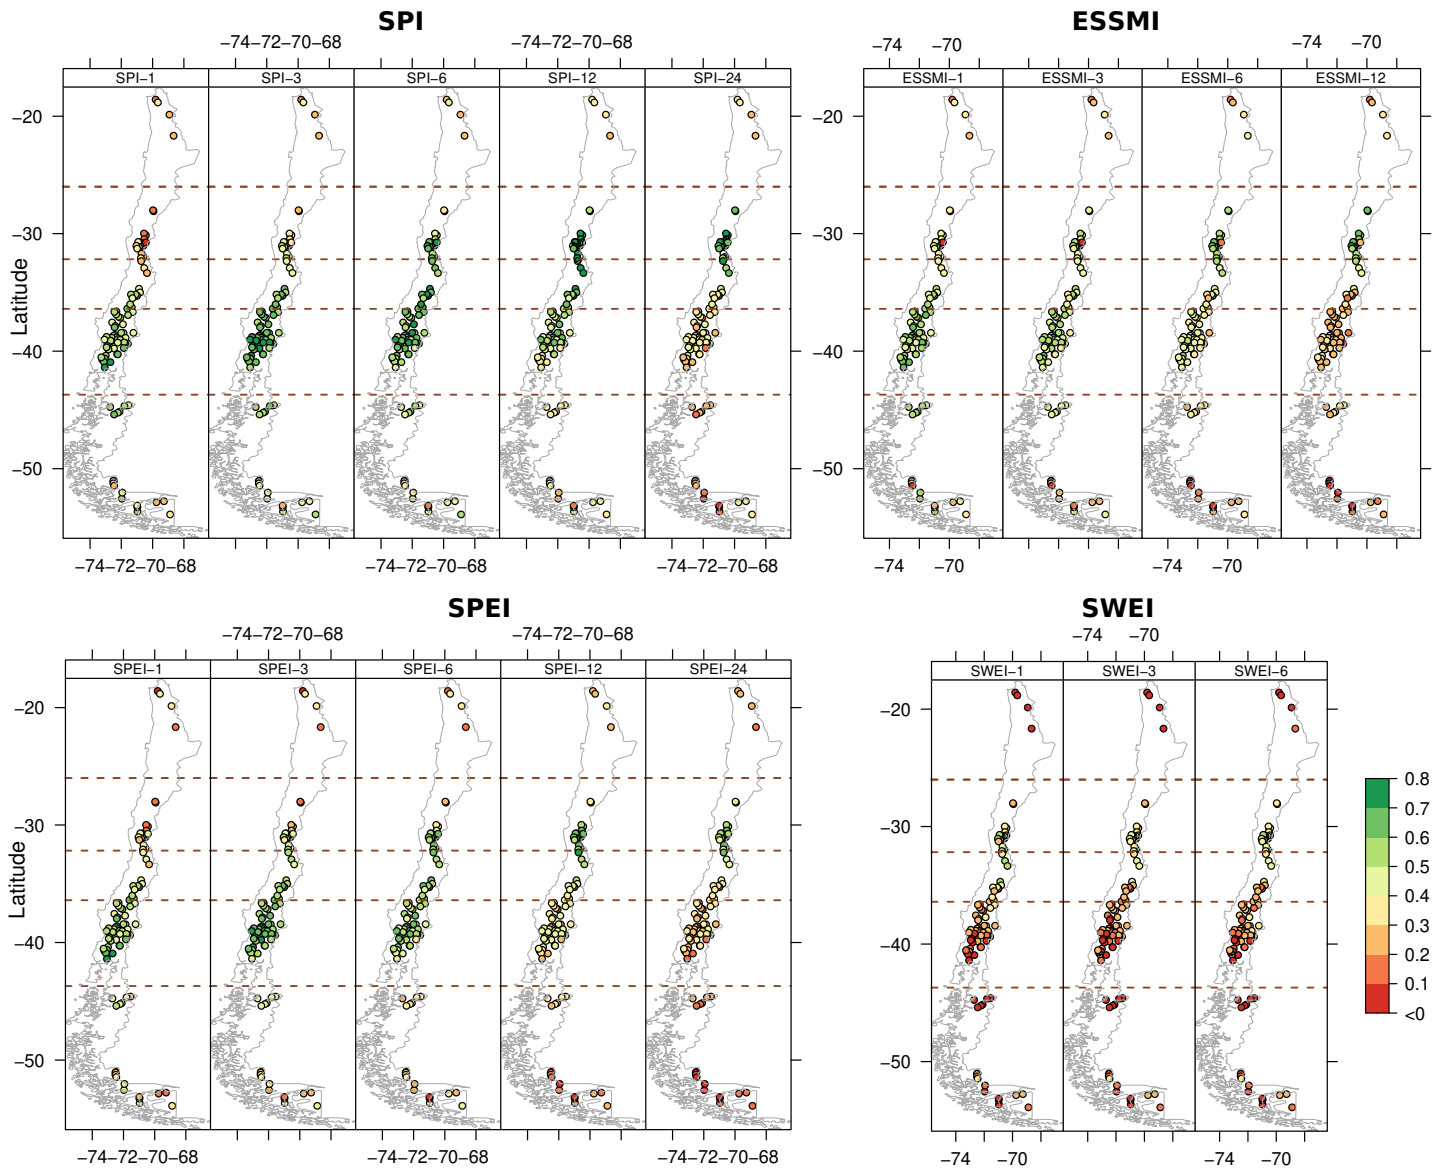 SPI
ESSMI
−74−72−70−68 −74−72−70−68
−74 −70 −74 −70
SPI−1 SPI−3 SPI−6 SPI−12 SPI−24
ESSMI−1 ESSMI−3 ESSMI−6 ESSMI−12
Latitude
−20
−30
−40
−50
−20
−30
−40
−50
−74−72−70−68 −74−72−70−68 −74−72−70−68
−74 −70 −74 −70
SPEI
SWEI
−74−72−70−68 −74−72−70−68
−74 −70
SPEI−1 SPEI−3 SPEI−6 SPEI−12 SPEI−24
SWEI−1 SWEI−3 SWEI−6
Latitude
−20
−30
−40
−50
−20
−30
−40
−50
−74−72−70−68 −74−72−70−68 −74−72−70−68
−74 −70 −74 −70
0.8
0.7
0.6
0.5
0.4
0.3
0.2
0.1
<0